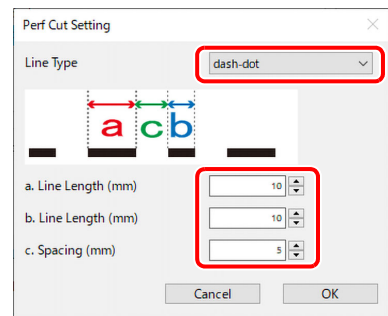 Perf Cut Setting
Line Type
dash-dot
a c b
a. Line Length (mm)
10
b. Line Length (mm)
10
c. Spacing (mm)
5
Cancel
OK